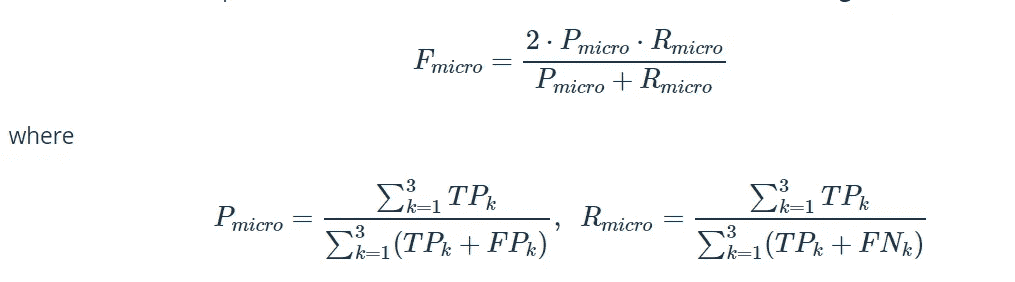 F_{micro} = \frac{2 \cdot P_{micro} \cdot R_{micro}}{P_{micro} + R_{micro}}
where
P_{micro} = \frac{\sum_{k=1}^{3} TP_k}{\sum_{k=1}^{3} (TP_k + FP_k)}, R_{micro} = \frac{\sum_{k=1}^{3} TP_k}{\sum_{k=1}^{3} (TP_k + FN_k)}